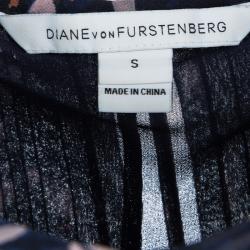 DIANE VON FURSTENBERG
S
MADE IN CHINA